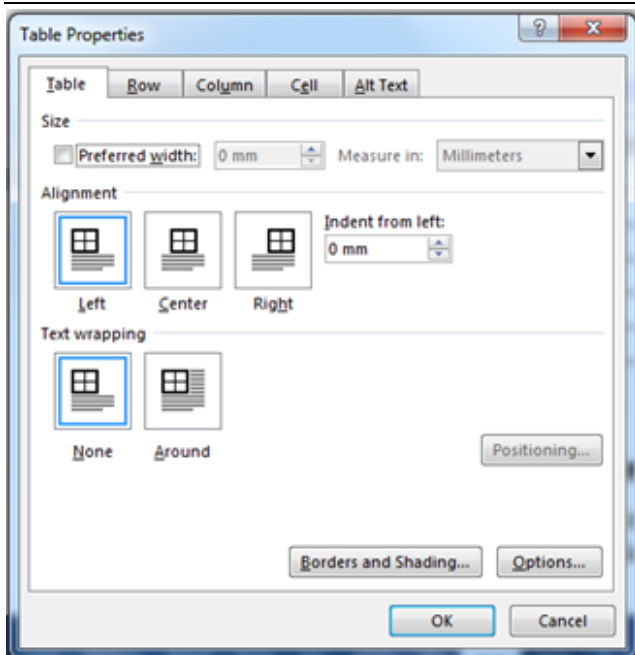 Table Properties
?
Table Row Column Cell Alt Text
Size
Preferred width: 0 mm Measure in: Millimeters
Alignment
Indent from left:
0 mm
Left Center Right
Text wrapping
None Around
Positioning...
Borders and Shading... Options...
OK Cancel